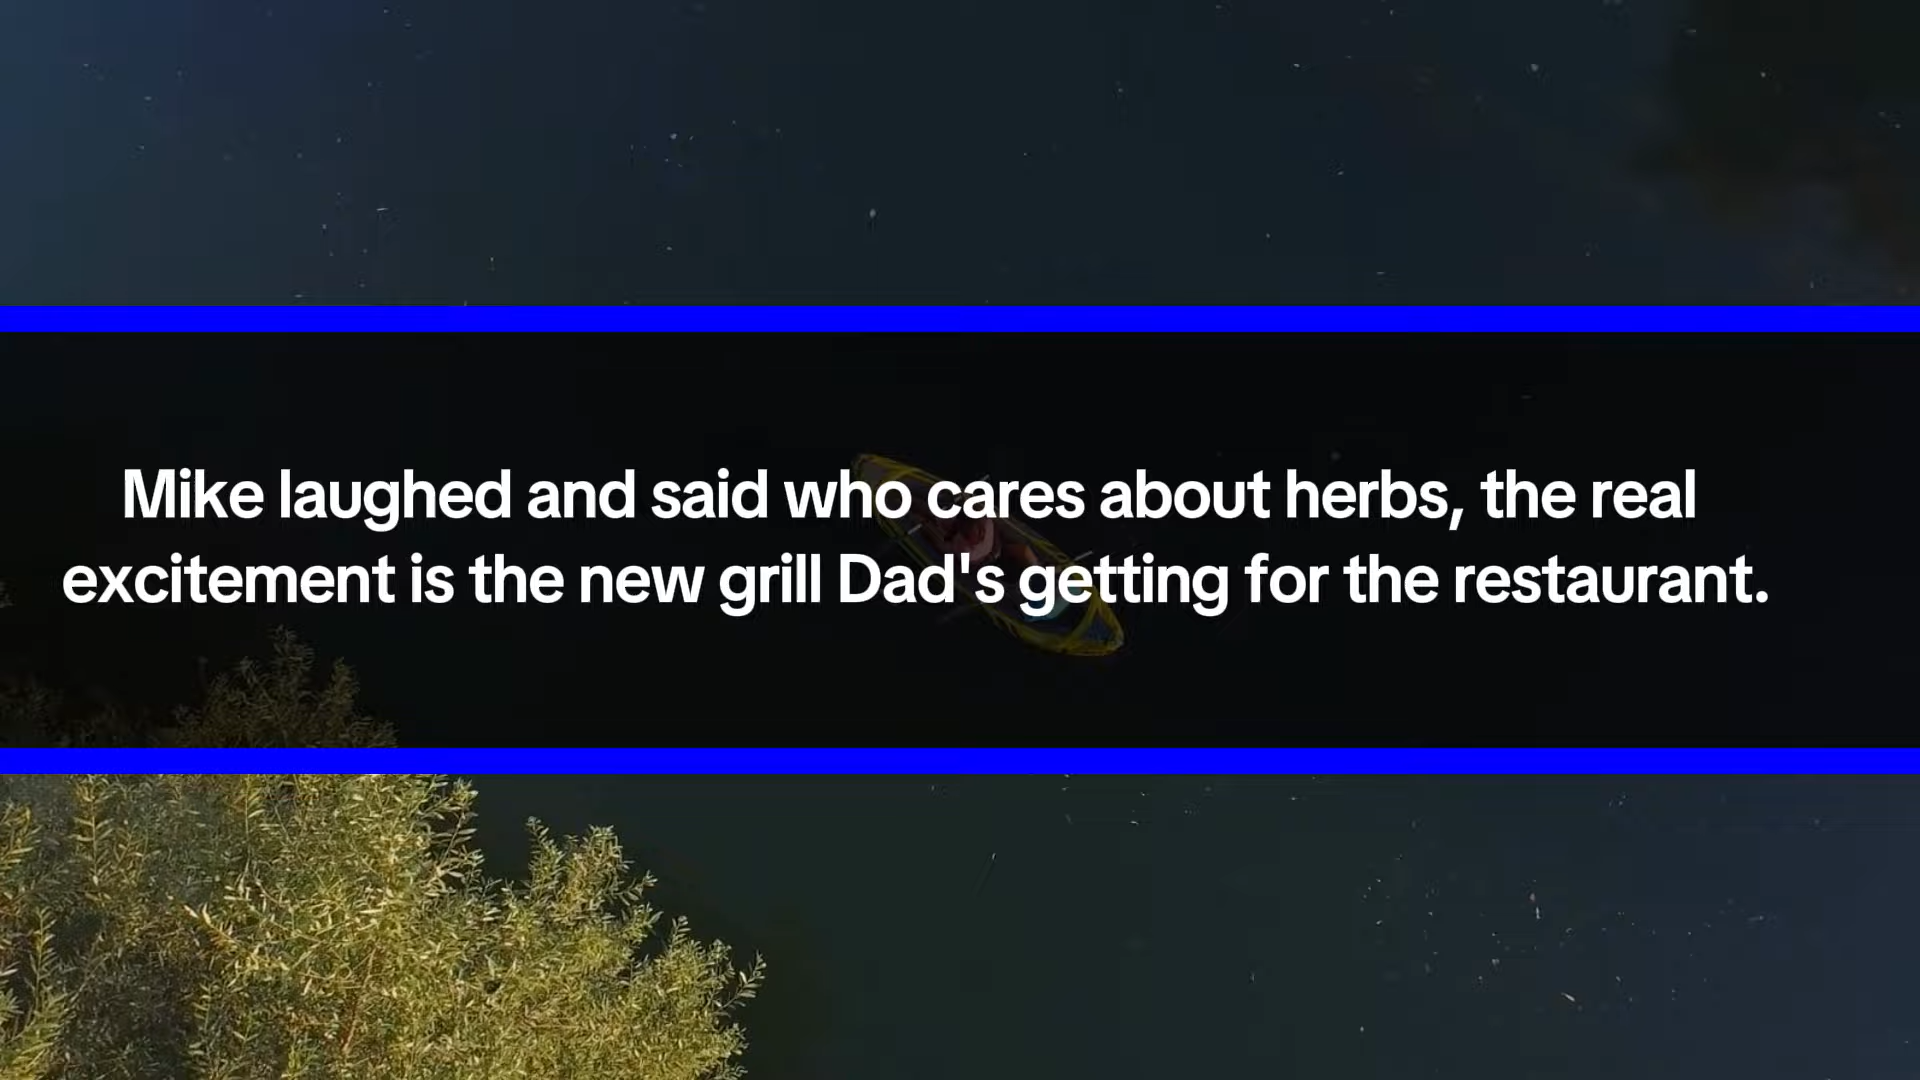 Mike laughed and said who cares about herbs, the real
excitement is the new grill Dad's getting for the restaurant.